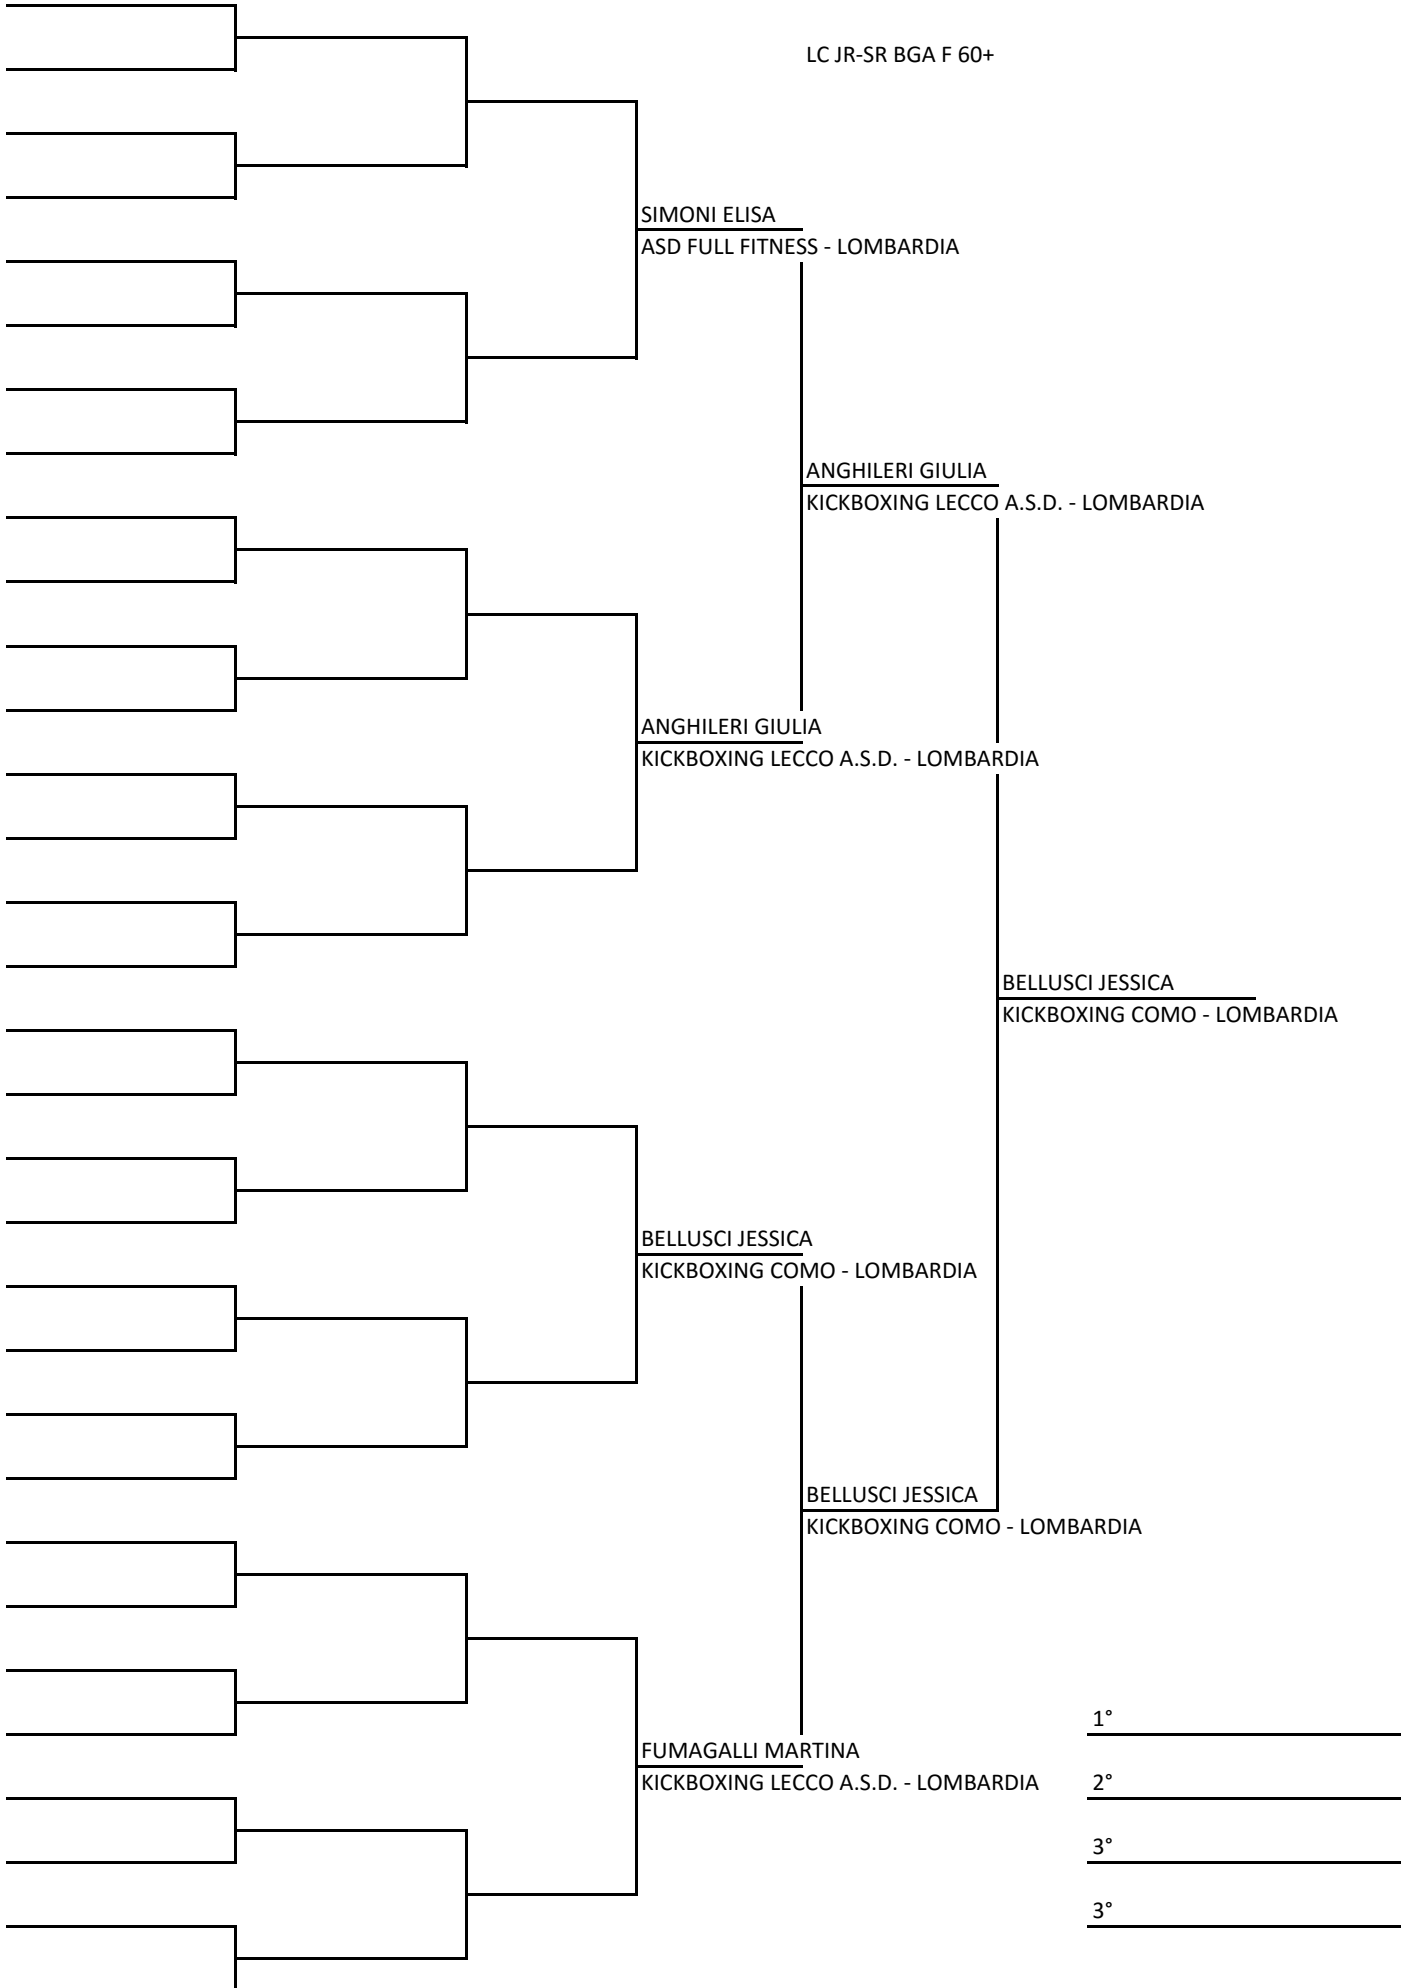 LC JR-SR BGA F 60+
SIMONI ELISA
ASD FULL FITNESS - LOMBARDIA
ANGHILERI GIULIA
KICKBOXING LECCO A.S.D. - LOMBARDIA
ANGHILERI GIULIA
KICKBOXING LECCO A.S.D. - LOMBARDIA
BELLUSCI JESSICA
KICKBOXING COMO - LOMBARDIA
BELLUSCI JESSICA
KICKBOXING COMO - LOMBARDIA
BELLUSCI JESSICA
KICKBOXING COMO - LOMBARDIA
1°
FUMAGALLI MARTINA
KICKBOXING LECCO A.S.D. - LOMBARDIA
2°
3°
3°